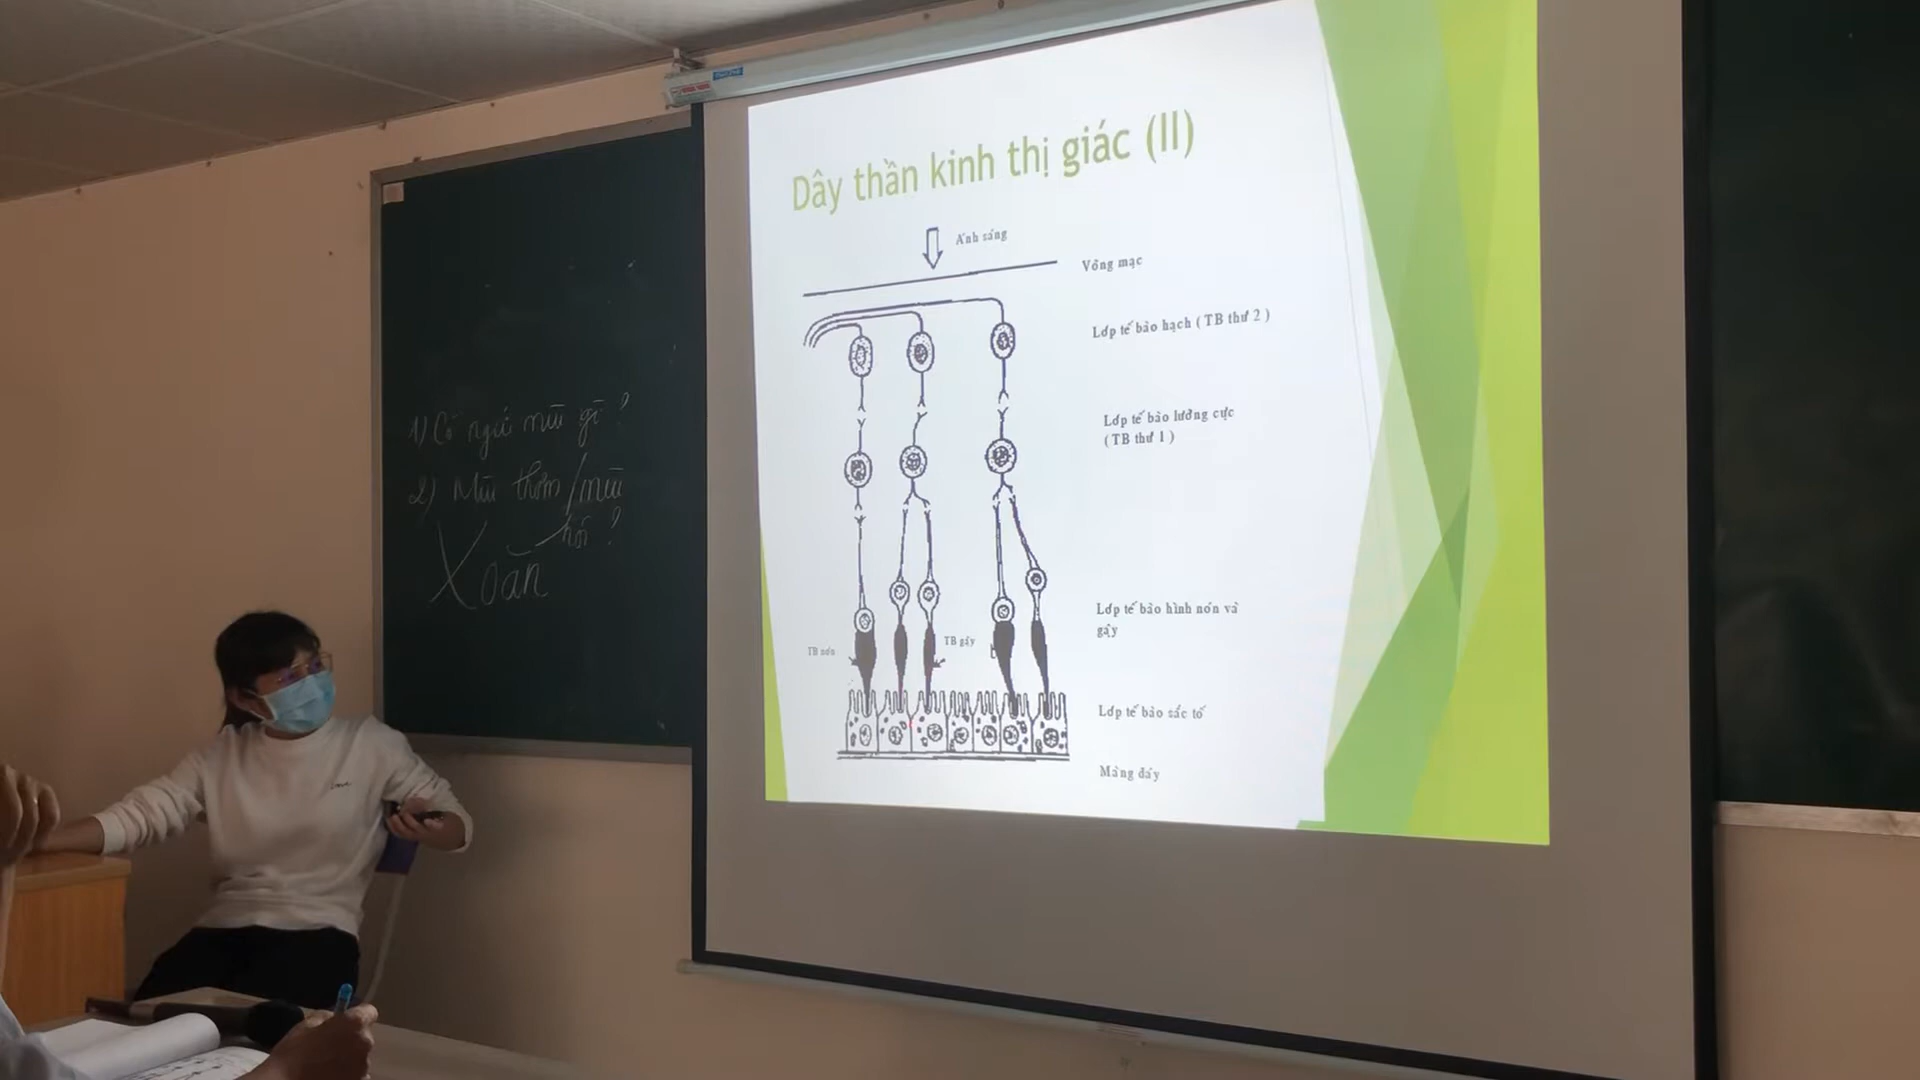 Dây thần kinh thị giác (II)
Ánh sáng
Võng mạc
Lớp tế bào hạch ( TB thứ 2 )
Lớp tế bào lưỡng cực
( TB thứ 1 )
Lớp tế bào hình nón và
gậy
TB nón
TB gậy
Lớp tế bào sắc tố
Màng đáy
1) Có ngửi mùi gì ?
2) Mùi thơm / mùi
hôi ?
Xoăn